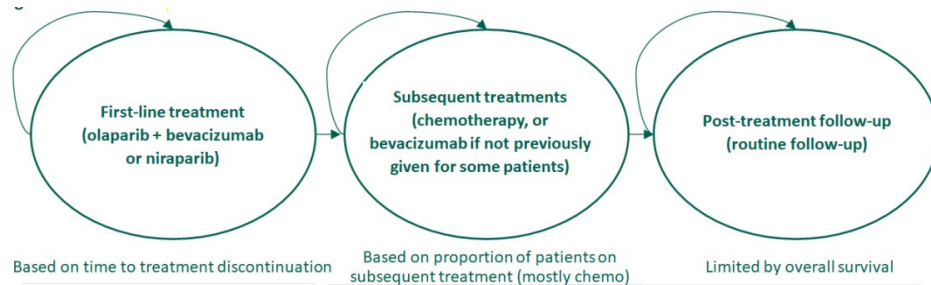 First-line treatment
(olaparib + bevacizumab
or niraparib)
Subsequent treatments
(chemotherapy, or
bevacizumab if not previously
given for some patients)
Post-treatment follow-up
(routine follow-up)
Based on time to treatment discontinuation
Based on proportion of patients on
subsequent treatment (mostly chemo)
Limited by overall survival